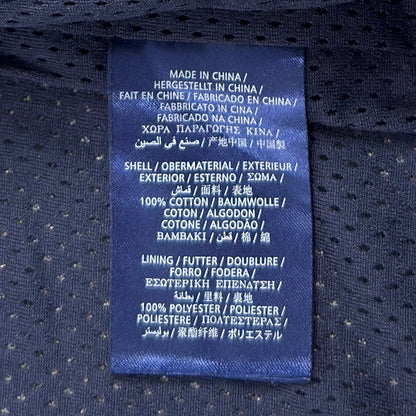 MADE IN CHINA /
HERGESTELLT IN CHINA /
FAIT EN CHINE / FABRICADO EN CHINA /
FABBRICATO IN CINA /
FABRICADO NA CHINA /
ΧΩΡΑ ΠΑΡΑΓΩΓΗΣ ΚΙΝΑ /
صنع في الصين / 产地中国 / 中国製
SHELL / OBERMATERIAL / EXTERIEUR /
EXTERIOR / ESTERNO / ΣΩΜΑ /
قماش / 面料 / 表地
100% COTTON / BAUMWOLLE /
COTON / ALGODON /
COTONE / ALGODÃO /
ΒΑΜΒΑΚΙ / قطن / 棉 / 綿
LINING / FUTTER / DOUBLURE /
FORRO / FODERA /
ΕΣΩΤΕΡΙΚΗ ΕΠΕΝΔΤΣΗ /
بطانة / 里料 / 裏地
100% POLYESTER / POLIESTER /
POLIESTERE / ΠΟΛΤΕΣΤΕΡΑΣ /
بوليستر / 聚酯纤维 / ポリエステル